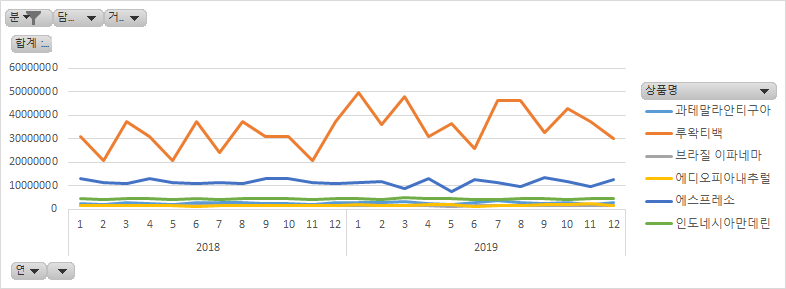 분
담...
거...
합계 :...
60000000
50000000
40000000
30000000
20000000
10000000
0
1 2 3 4 5 6 7 8 9 10 11 12 1 2 3 4 5 6 7 8 9 10 11 12
2018 2019
상품명
과테말라안티구아
루왁티백
브라질 이파네마
에디오피아내추럴
에스프레소
인도네시아만데린
연